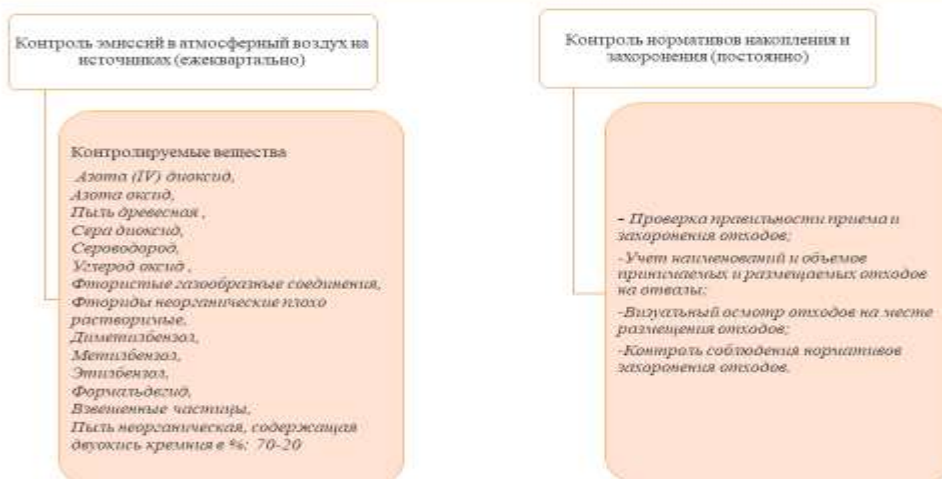 Контроль эмиссий в атмосферный воздух на
источниках (ежеквартально)
Контролируемые вещества
Азота (IV) диоксид,
Азота оксид,
Пыль древесная ,
Сера диоксид,
Сероводород,
Углерод оксид ,
Фтористые газообразные соединения,
Фториды неорганические плохо
растворимые,
Диметилбензол,
Метилбензол,
Этилбензол,
Формальдегид,
Взвешенные частицы,
Пыль неорганическая, содержащая
двуокись кремния в %: 70-20
Контроль нормативов накопления и
захоронения (постоянно)
- Проверка правильности приема и
захоронения отходов;
-Учет наименований и объемов
принимаемых и размещаемых отходов
на отвалы;
-Визуальный осмотр отходов на месте
размещения отходов;
-Контроль соблюдения нормативов
захоронения отходов.